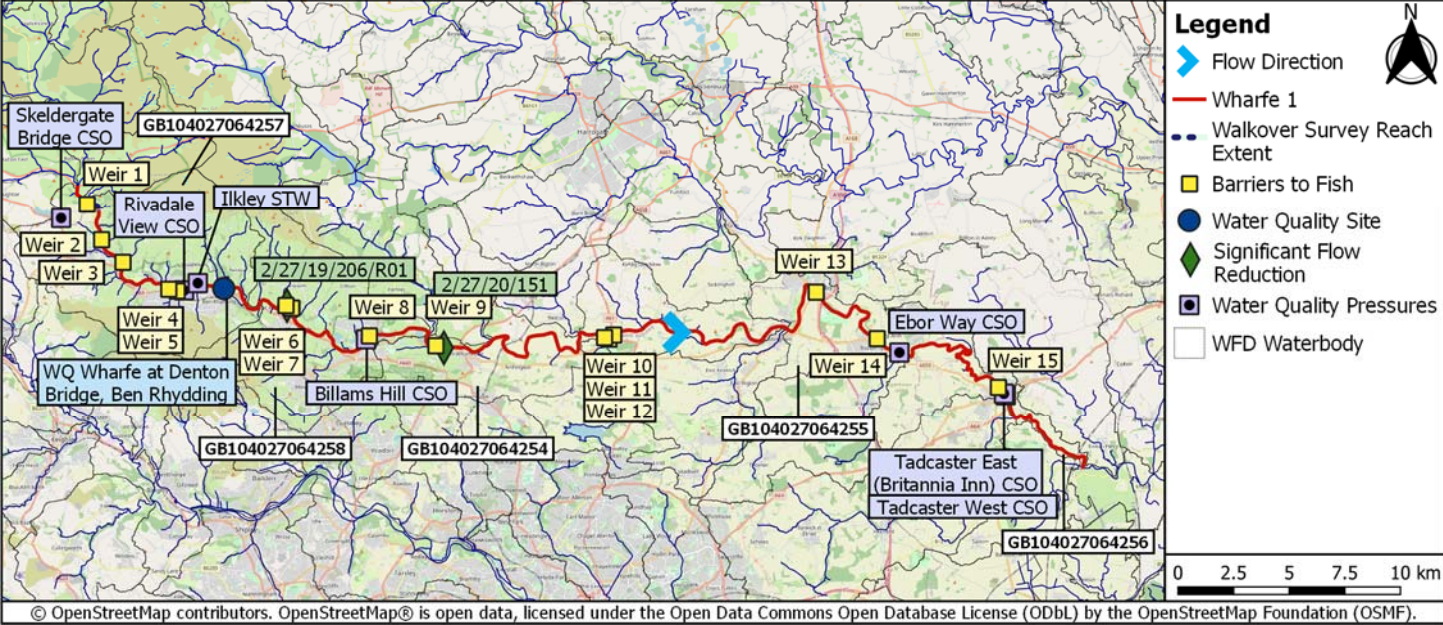 Skeldergate
Bridge CSO
GB104027064257
Weir 1
Rivadale
View CSO
Ilkley STW
Weir 2
Weir 3
2/27/19/206/R01
2/27/20/151
Weir 4
Weir 5
Weir 6
Weir 7
Weir 8
Weir 9
WQ Wharfe at Denton
Bridge, Ben Rhydding
Billams Hill CSO
GB104027064258
GB104027064254
Weir 10
Weir 11
Weir 12
Weir 13
Ebor Way CSO
Weir 14
Weir 15
GB104027064255
Tadcaster East
(Britannia Inn) CSO
Tadcaster West CSO
GB104027064256
Legend
N
Flow Direction
Wharfe 1
Walkover Survey Reach
Extent
Barriers to Fish
Water Quality Site
Significant Flow
Reduction
Water Quality Pressures
WFD Waterbody
0 2.5 5 7.5 10 km
© OpenStreetMap contributors. OpenStreetMap® is open data, licensed under the Open Data Commons Open Database License (ODbL) by the OpenStreetMap Foundation (OSMF).